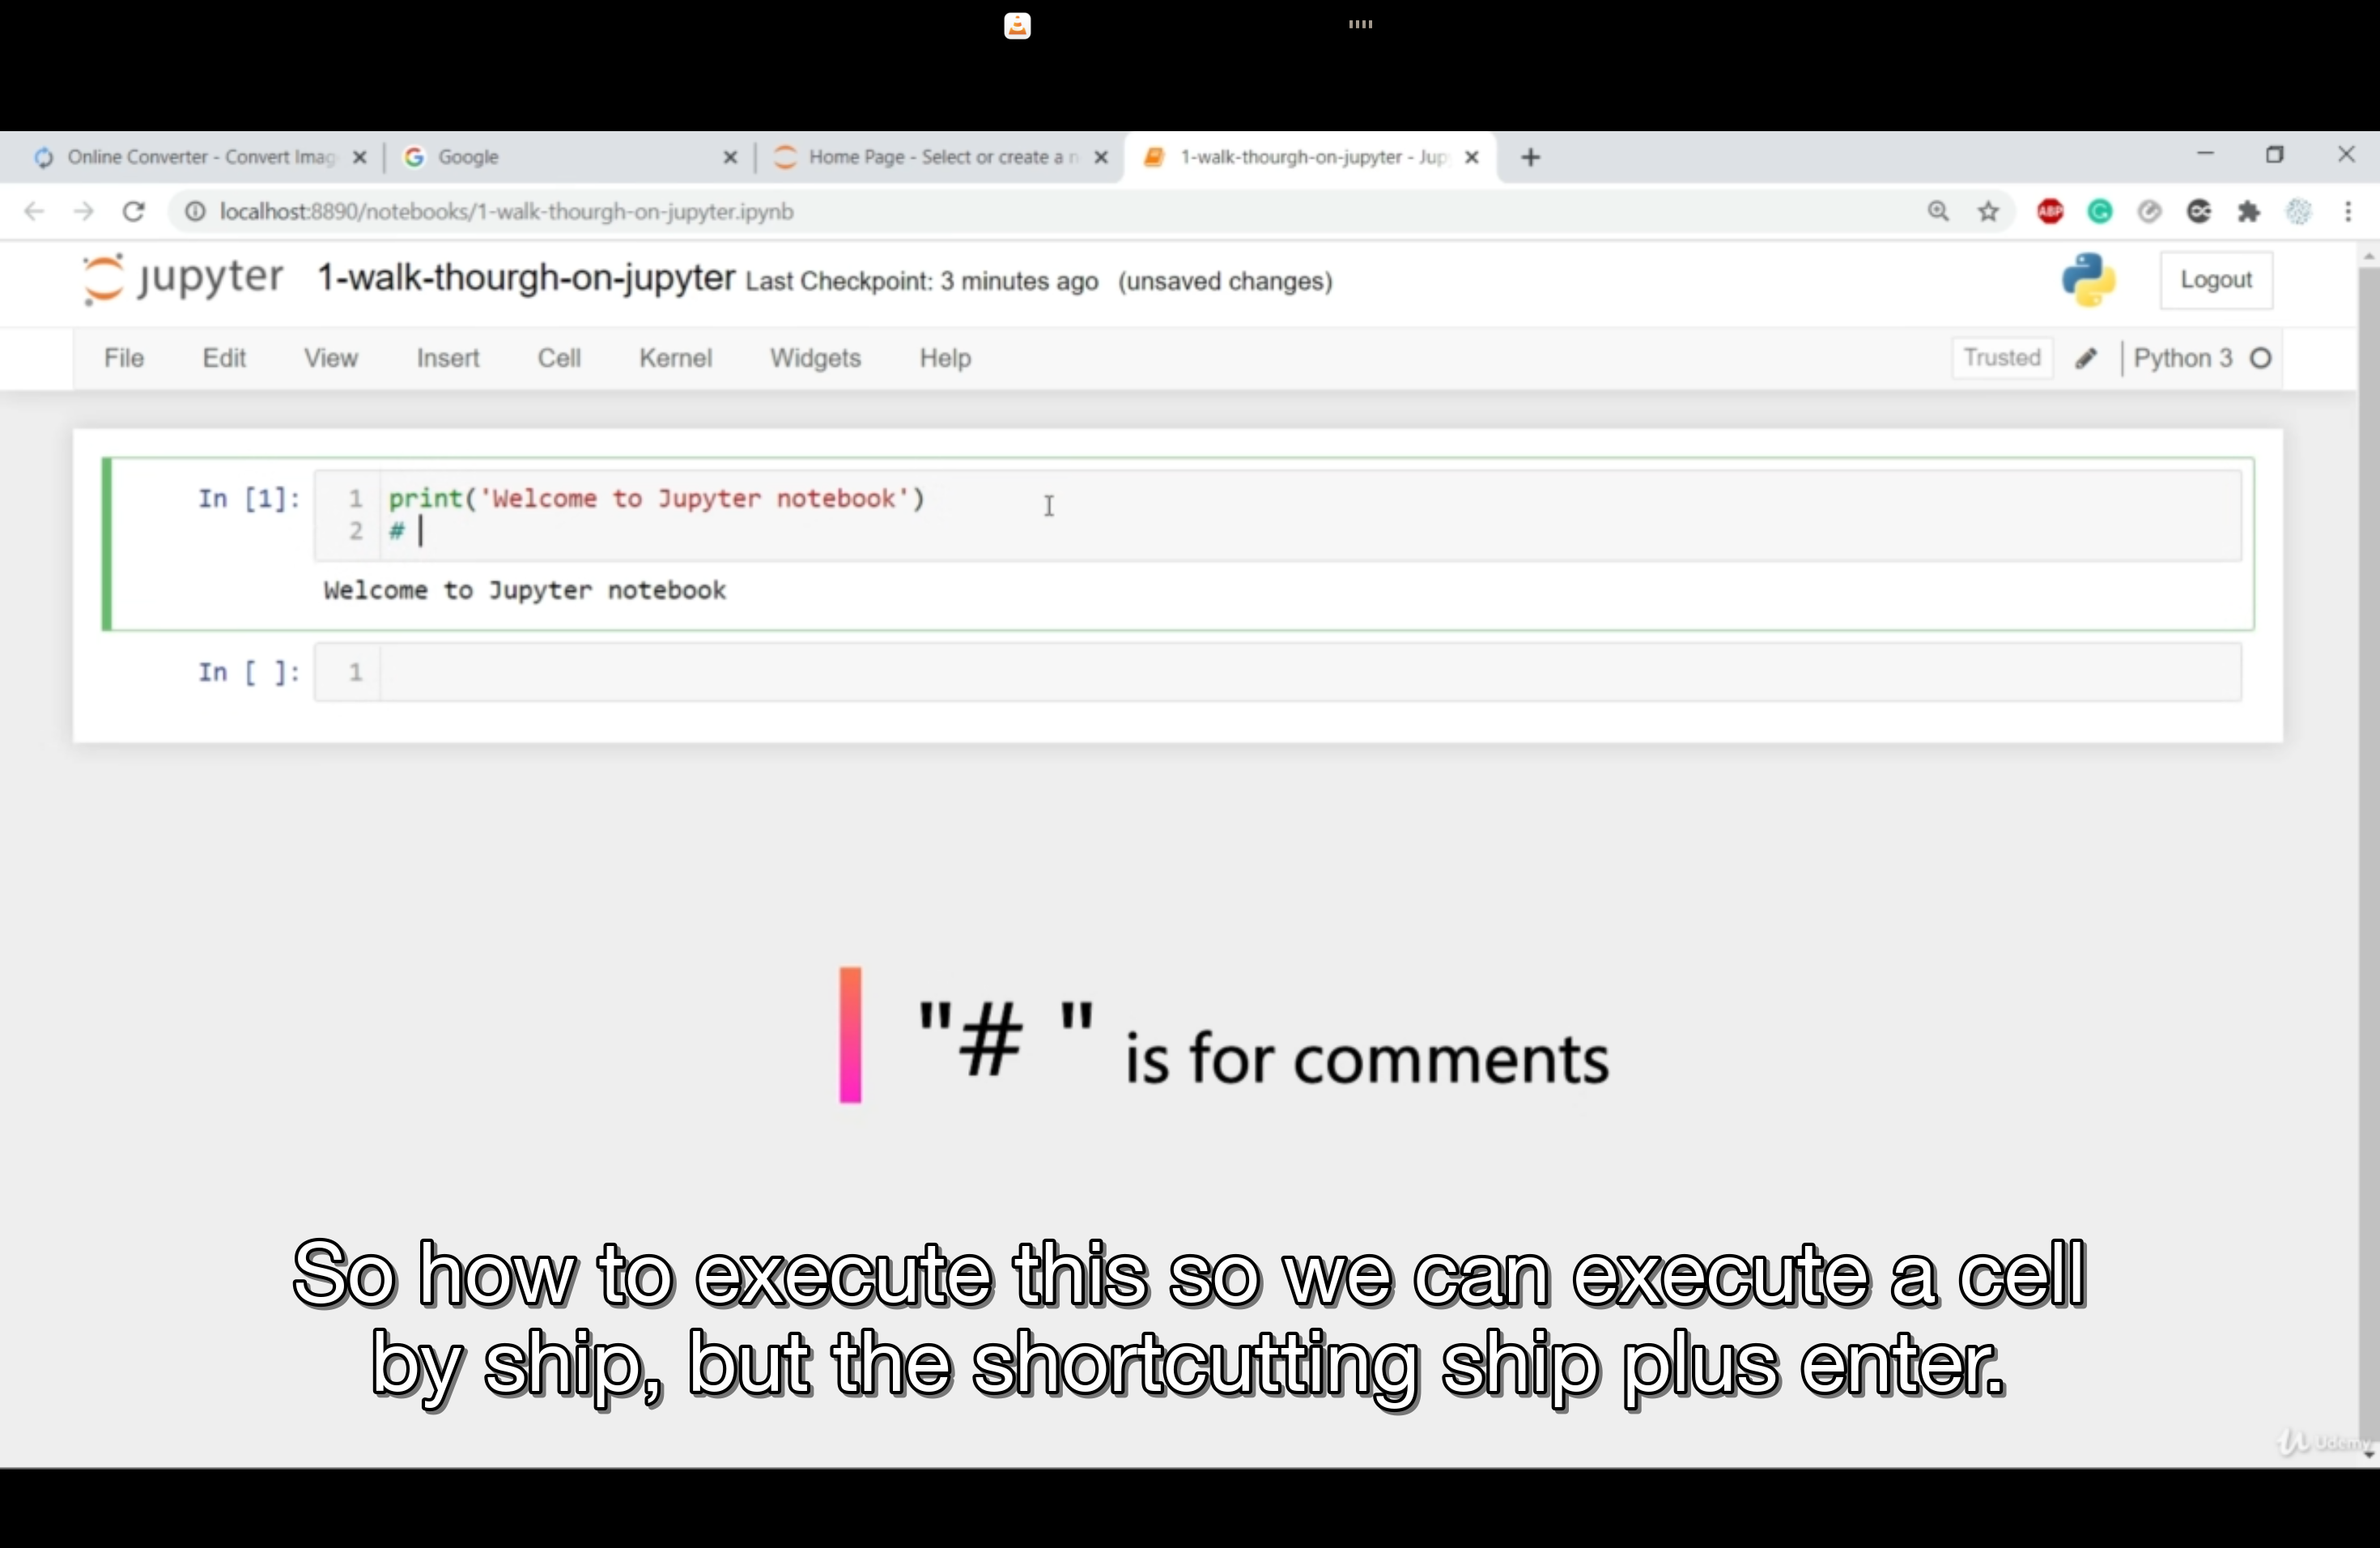 Online Converter - Convert Imag
Google
Home Page - Select or create a n
1-walk-thourgh-on-jupyter - Jup
localhost:8890/notebooks/1-walk-thourgh-on-jupyter.ipynb
ABP
jupyter 1-walk-thourgh-on-jupyter Last Checkpoint: 3 minutes ago (unsaved changes)
Logout
File Edit View Insert Cell Kernel Widgets Help
Trusted Python 3
In [1]: 1 print('Welcome to Jupyter notebook')
2 #
Welcome to Jupyter notebook
In [ ]: 1
"# " is for comments
So how to execute this so we can execute a cell
by ship, but the shortcutting ship plus enter.
Udemy